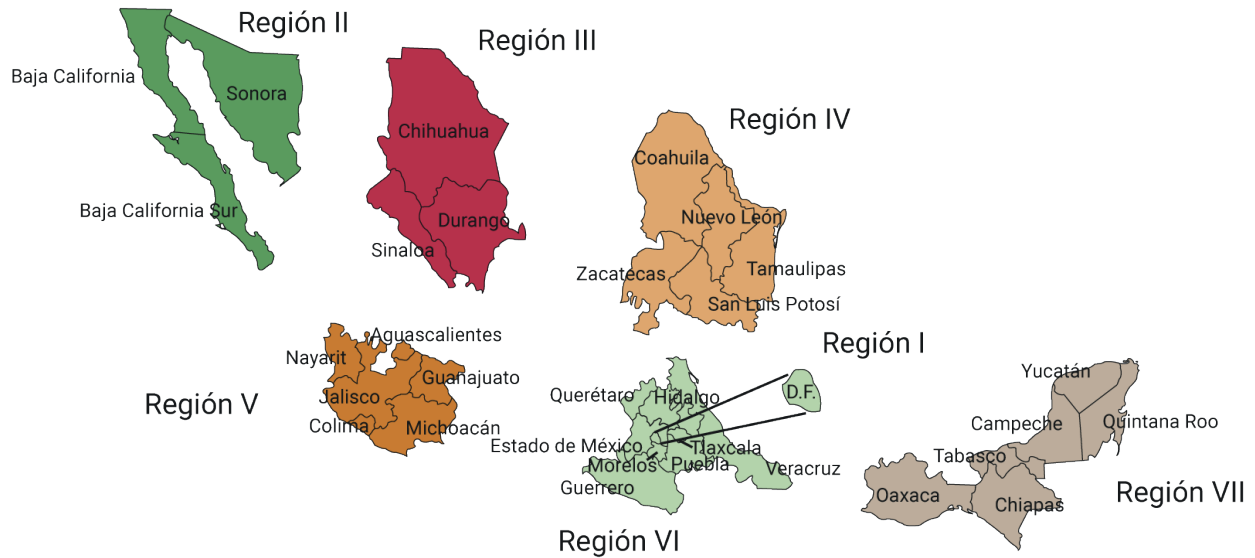 Región II
Baja California
Sonora
Baja California Sur
Región III
Chihuahua
Durango
Sinaloa
Región IV
Coahuila
Nuevo León
Zacatecas
Tamaulipas
San Luis Potosí
Región V
Aguascalientes
Nayarit
Guanajuato
Jalisco
Colima
Michoacán
Región I
D.F.
Querétaro
Hidalgo
Estado de México
Tlaxcala
Morelos
Puebla
Veracruz
Guerrero
Región VI
Yucatán
Campeche
Quintana Roo
Tabasco
Oaxaca
Chiapas
Región VII